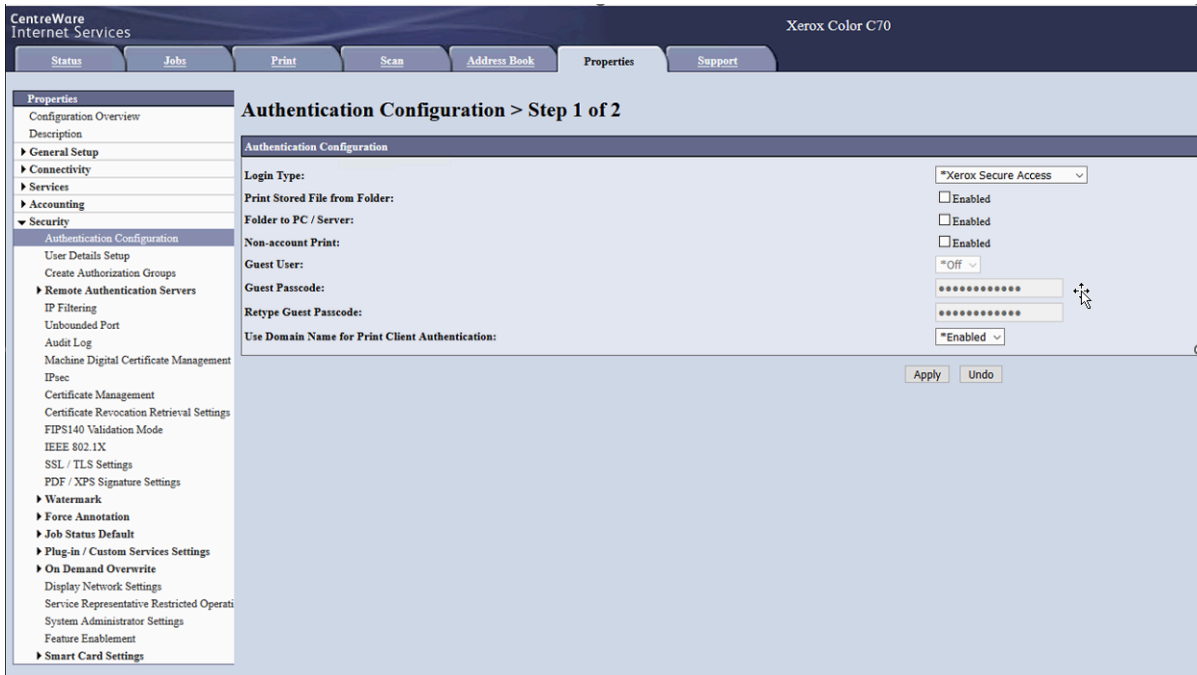 CentreWare
Internet Services
Xerox Color C70
Status Jobs Print Scan Address Book Properties Support
Properties
Configuration Overview
Description
General Setup
Connectivity
Services
Accounting
Security
Authentication Configuration
User Details Setup
Create Authorization Groups
Remote Authentication Servers
IP Filtering
Unbounded Port
Audit Log
Machine Digital Certificate Management
IPsec
Certificate Management
Certificate Revocation Retrieval Settings
FIPS140 Validation Mode
IEEE 802.1X
SSL / TLS Settings
PDF / XPS Signature Settings
Watermark
Force Annotation
Job Status Default
Plug-in / Custom Services Settings
On Demand Overwrite
Display Network Settings
Service Representative Restricted Operati
System Administrator Settings
Feature Enablement
Smart Card Settings
Authentication Configuration > Step 1 of 2
Authentication Configuration
Login Type: *Xerox Secure Access
Print Stored File from Folder: Enabled
Folder to PC / Server: Enabled
Non-account Print: Enabled
Guest User: *Off
Guest Passcode: ••••••••••••
Retype Guest Passcode: ••••••••••••
Use Domain Name for Print Client Authentication: *Enabled
Apply Undo